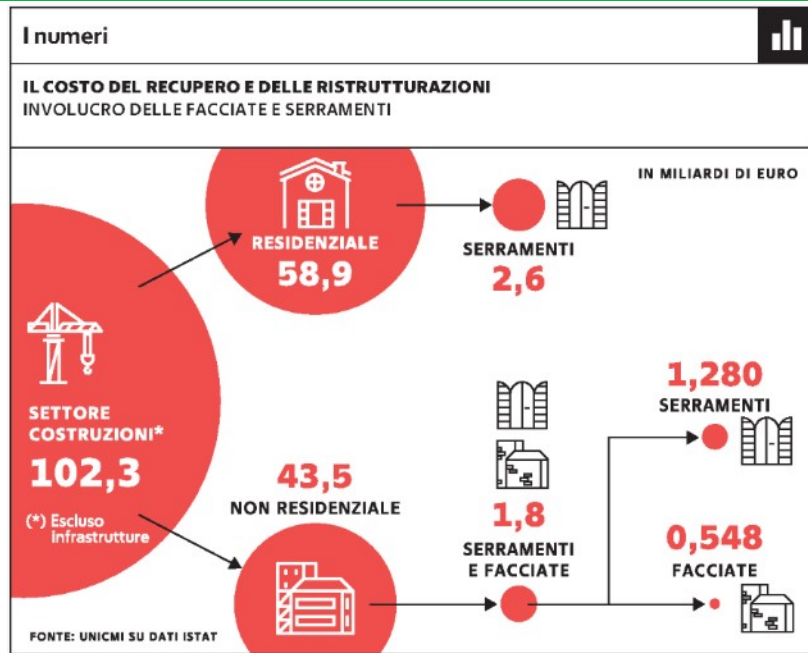 I numeri
IL COSTO DEL RECUPERO E DELLE RISTRUTTURAZIONI
INVOLUCRO DELLE FACCIATE E SERRAMENTI
IN MILIARDI DI EURO
RESIDENZIALE
58,9
SERRAMENTI
2,6
SETTORE
COSTRUZIONI*
102,3
(*) Escluso
infrastrutture
43,5
NON RESIDENZIALE
1,8
SERRAMENTI
E FACCIATE
1,280
SERRAMENTI
0,548
FACCIATE
FONTE: UNICMI SU DATI ISTAT